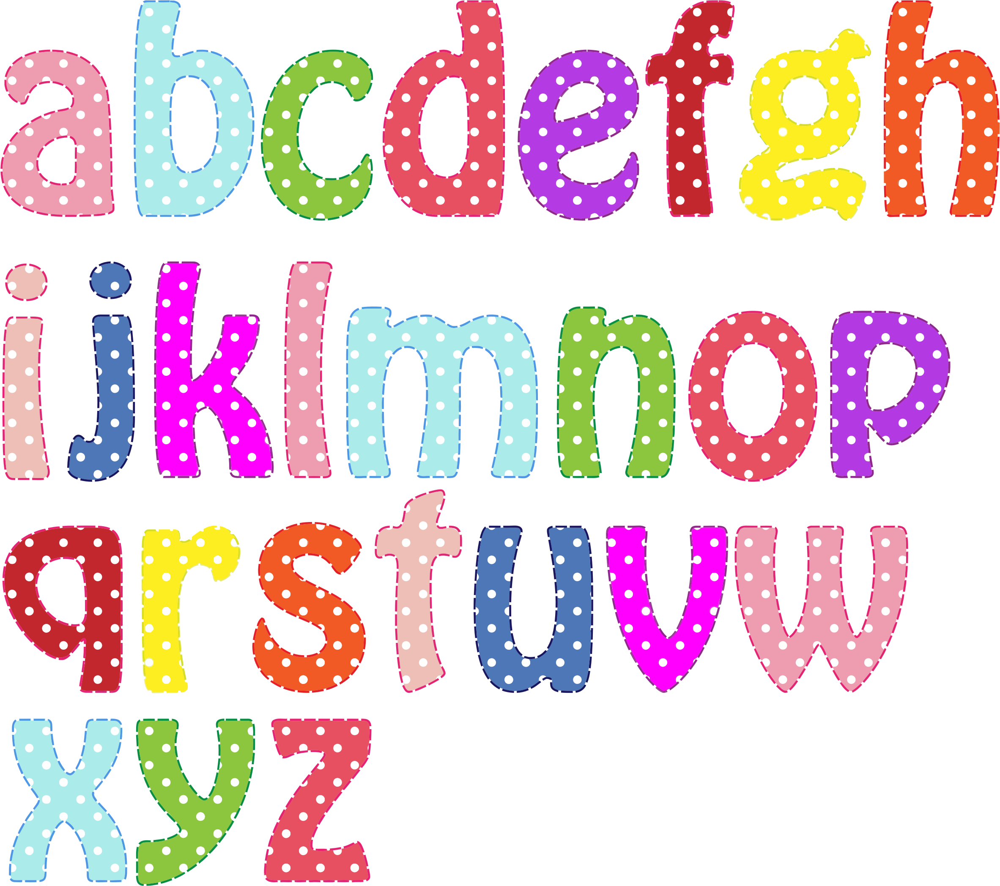 abcdefgh
ijklmnop
qrstuvw
xyz